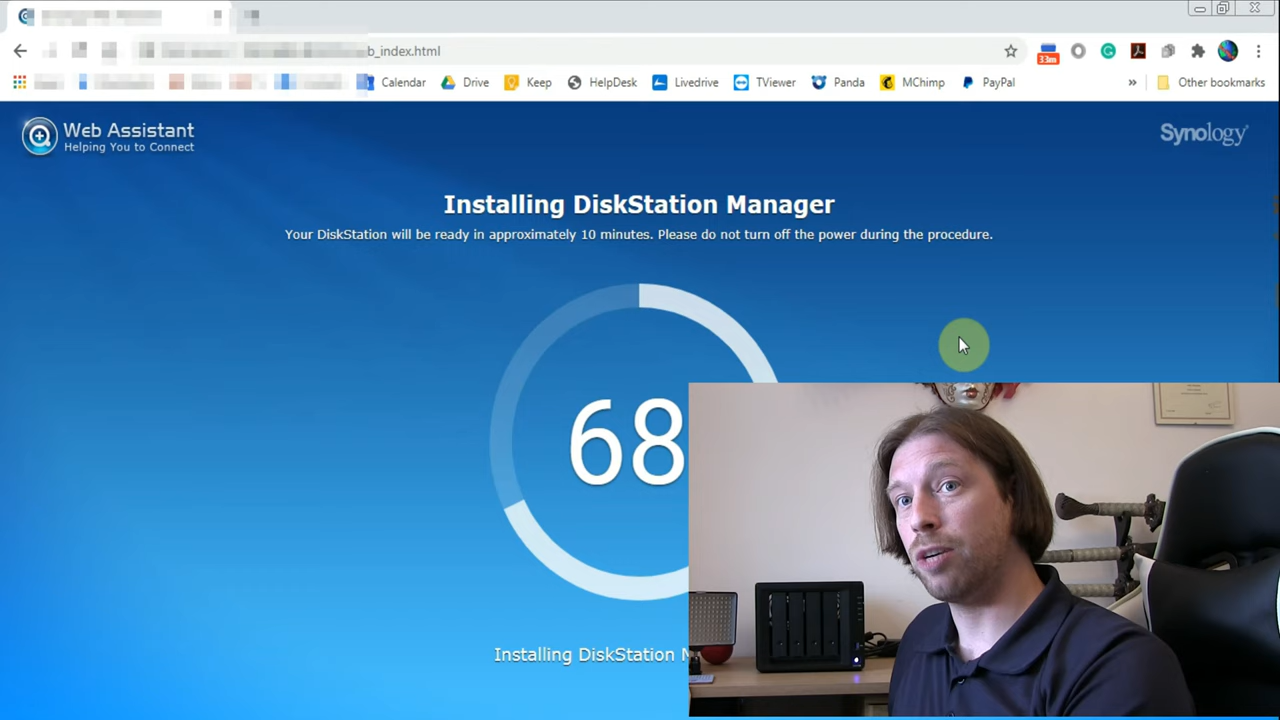 b_index.html
33m
Calendar
Drive
Keep
HelpDesk
Livedrive
TViewer
Panda
MChimp
PayPal
»
Other bookmarks
Web Assistant
Helping You to Connect
Synology
Installing DiskStation Manager
Your DiskStation will be ready in approximately 10 minutes. Please do not turn off the power during the procedure.
68
Installing DiskStation